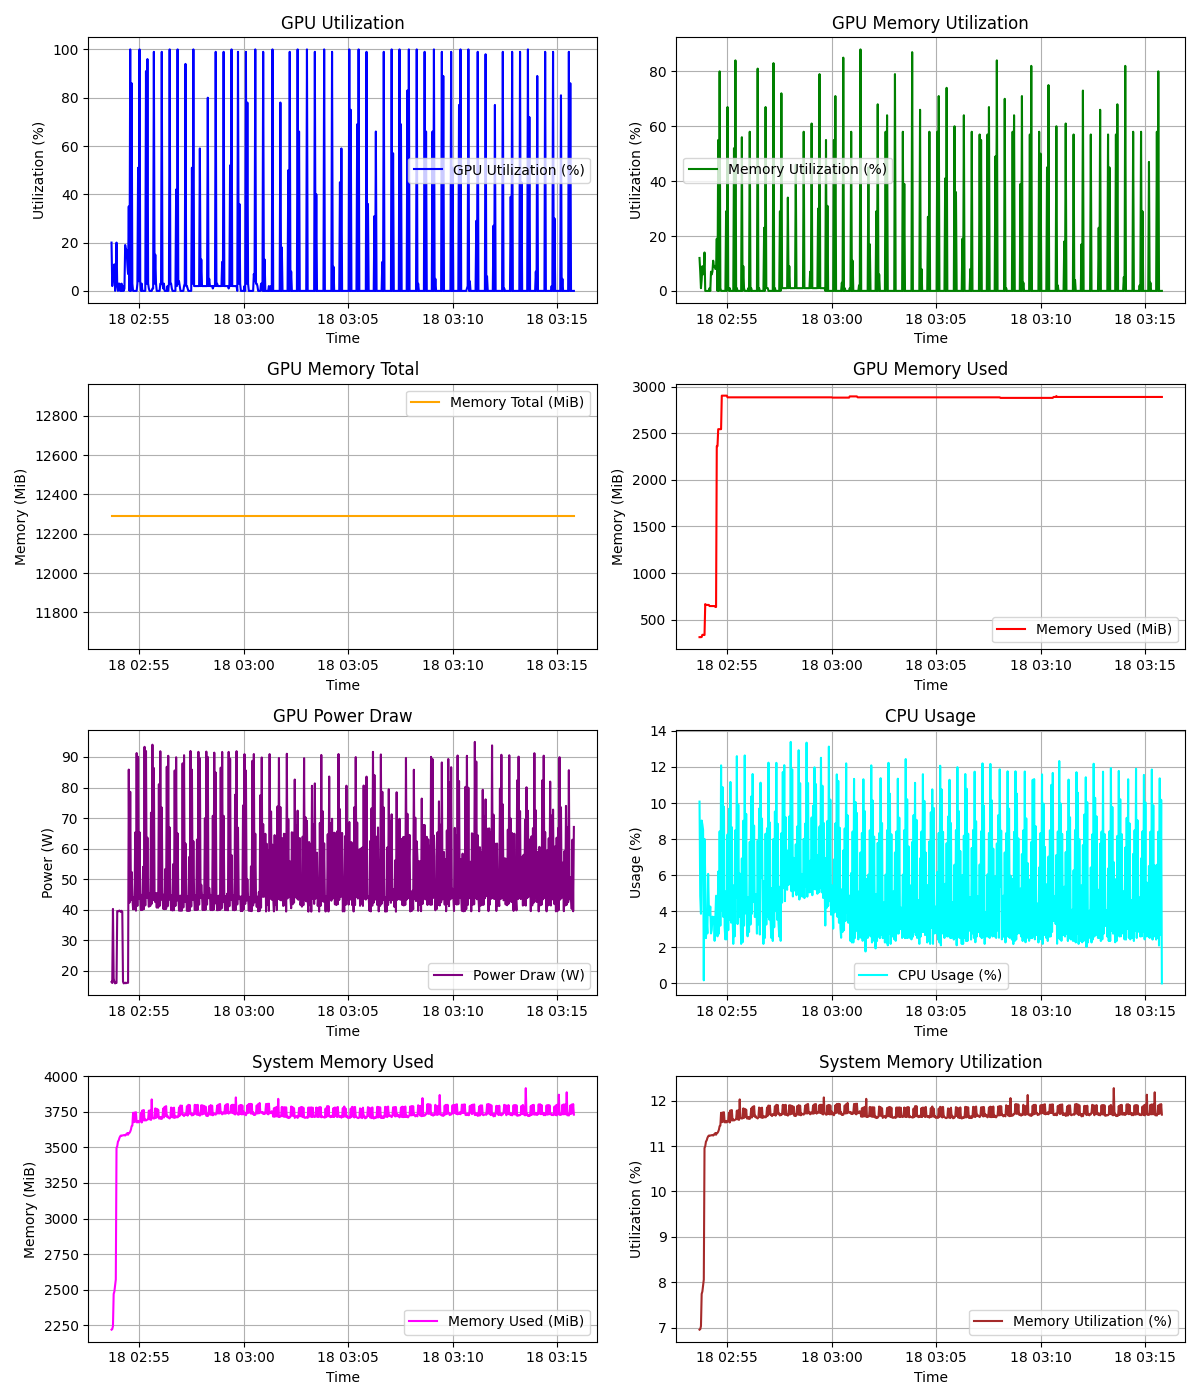 GPU Utilization
Utilization (%)
100
80
60
40
20
0
GPU Utilization (%)
18 02:55 18 03:00 18 03:05 18 03:10 18 03:15
Time
GPU Memory Utilization
Utilization (%)
80
60
40
20
0
Memory Utilization (%)
18 02:55 18 03:00 18 03:05 18 03:10 18 03:15
Time
GPU Memory Total
Memory (MiB)
12800
12600
12400
12200
12000
11800
Memory Total (MiB)
18 02:55 18 03:00 18 03:05 18 03:10 18 03:15
Time
GPU Memory Used
Memory (MiB)
3000
2500
2000
1500
1000
500
Memory Used (MiB)
18 02:55 18 03:00 18 03:05 18 03:10 18 03:15
Time
GPU Power Draw
Power (W)
90
80
70
60
50
40
30
20
Power Draw (W)
18 02:55 18 03:00 18 03:05 18 03:10 18 03:15
Time
CPU Usage
Usage (%)
14
12
10
8
6
4
2
0
CPU Usage (%)
18 02:55 18 03:00 18 03:05 18 03:10 18 03:15
Time
System Memory Used
Memory (MiB)
4000
3750
3500
3250
3000
2750
2500
2250
Memory Used (MiB)
18 02:55 18 03:00 18 03:05 18 03:10 18 03:15
Time
System Memory Utilization
Utilization (%)
12
11
10
9
8
7
Memory Utilization (%)
18 02:55 18 03:00 18 03:05 18 03:10 18 03:15
Time